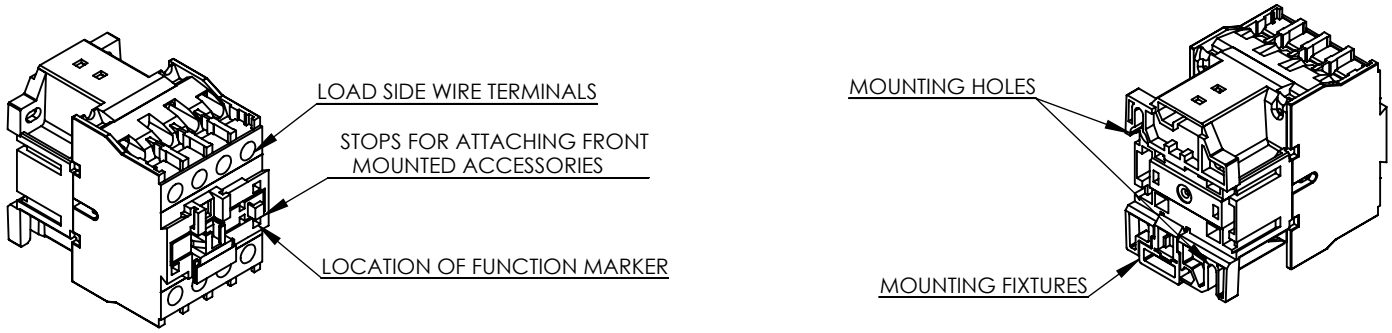 LOAD SIDE WIRE TERMINALS
STOPS FOR ATTACHING FRONT
MOUNTED ACCESSORIES
LOCATION OF FUNCTION MARKER
MOUNTING HOLES
MOUNTING FIXTURES